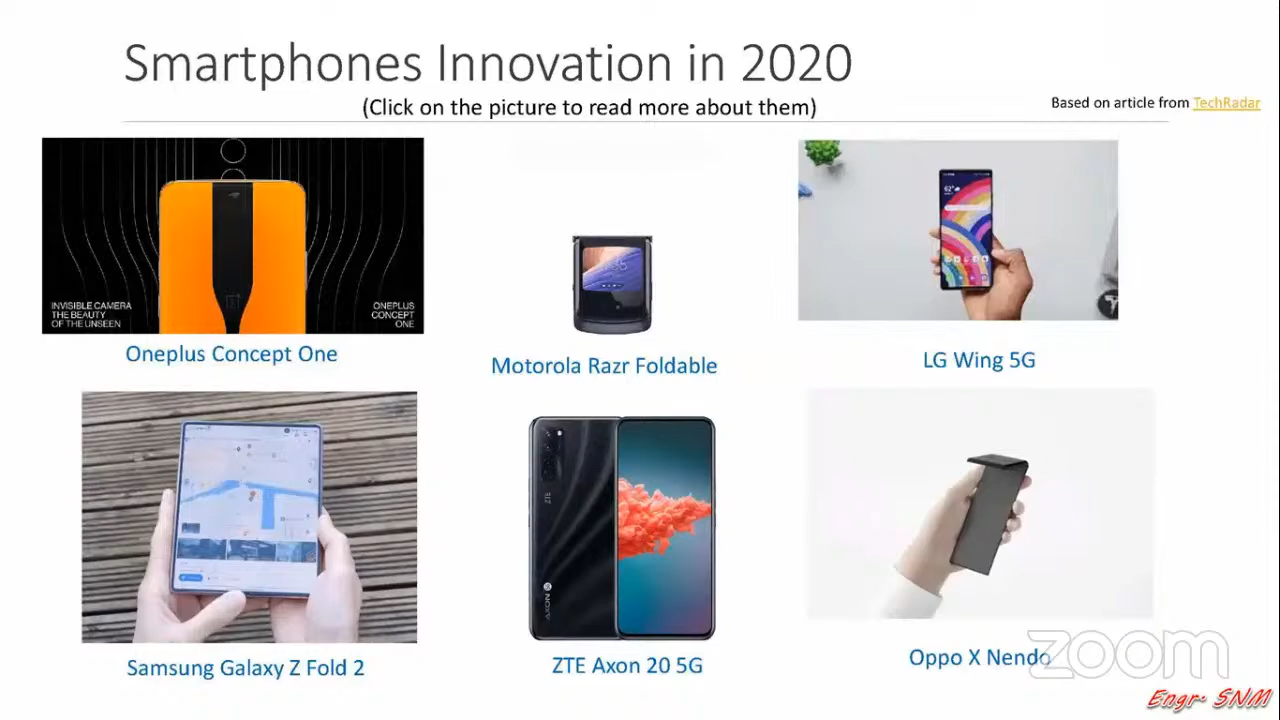 Smartphones Innovation in 2020
(Click on the picture to read more about them)
Based on article from TechRadar
INVISIBLE CAMERA
THE BEAUTY
OF THE UNSEEN
ONEPLUS
CONCEPT
ONE
Oneplus Concept One
Motorola Razr Foldable
LG Wing 5G
ZTE
AXON
Samsung Galaxy Z Fold 2
ZTE Axon 20 5G
Oppo X Nendo
zoom
Engr. SNM